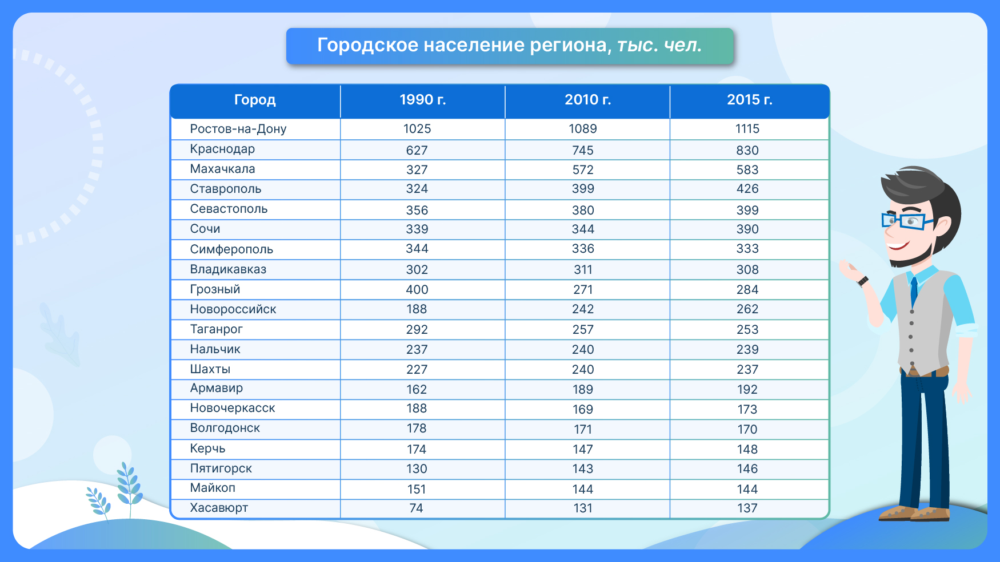 Городское население региона, тыс. чел.
Город 1990 г. 2010 г. 2015 г.
Ростов-на-Дону 1025 1089 1115
Краснодар 627 745 830
Махачкала 327 572 583
Ставрополь 324 399 426
Севастополь 356 380 399
Сочи 339 344 390
Симферополь 344 336 333
Владикавказ 302 311 308
Грозный 400 271 284
Новороссийск 188 242 262
Таганрог 292 257 253
Нальчик 237 240 239
Шахты 227 240 237
Армавир 162 189 192
Новочеркасск 188 169 173
Волгодонск 178 171 170
Керчь 174 147 148
Пятигорск 130 143 146
Майкоп 151 144 144
Хасавюрт 74 131 137